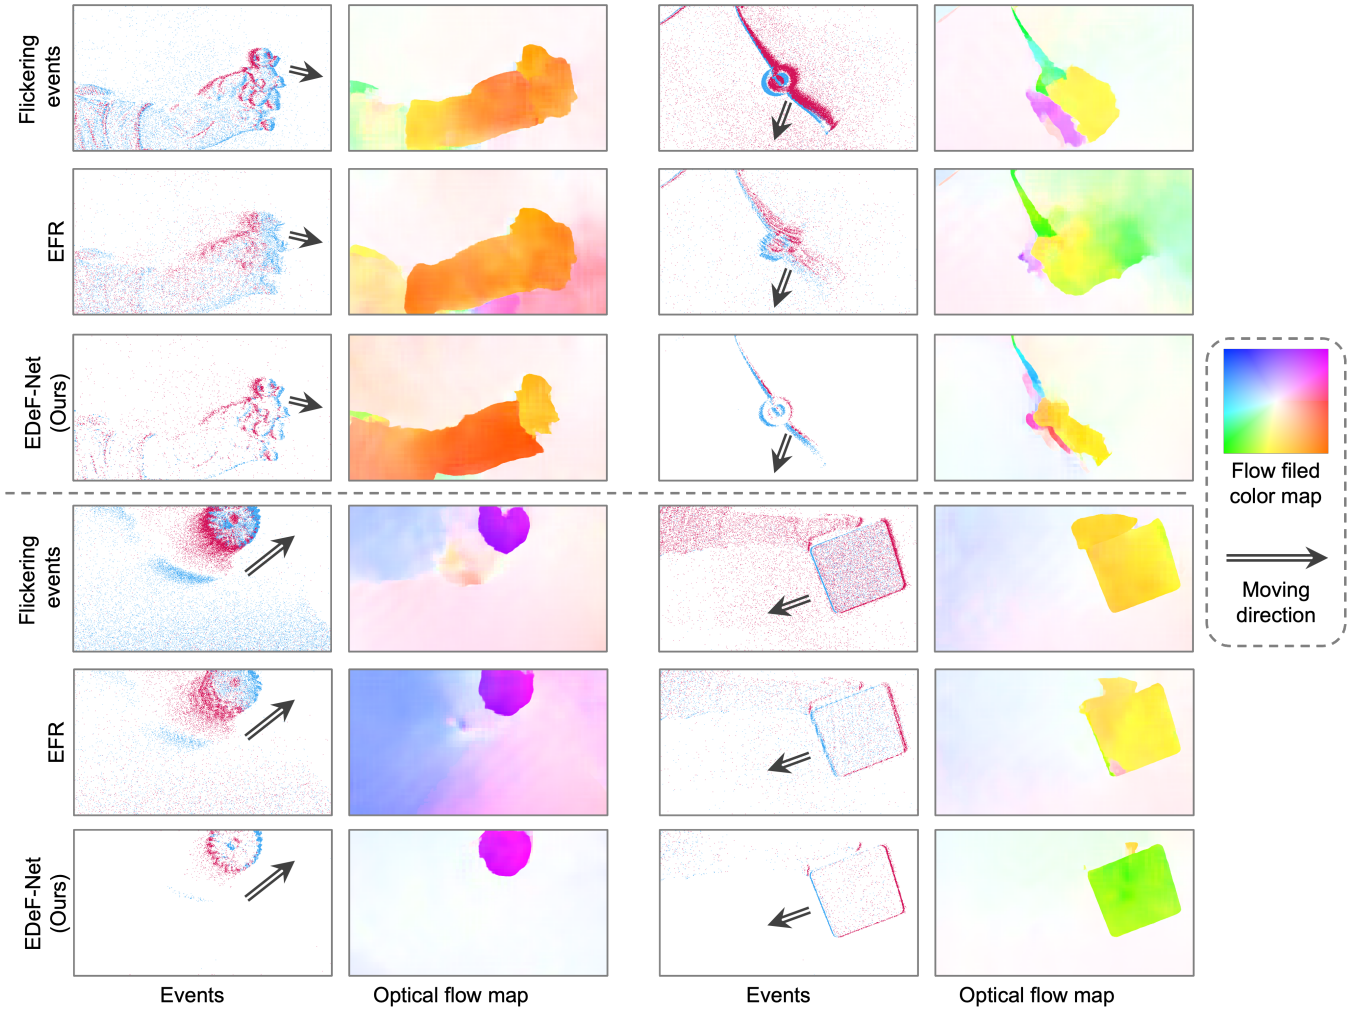 Flickering
events
EFR
EDeF-Net
(Ours)
Flow filed
color map
Moving
direction
Flickering
events
EFR
EDeF-Net
(Ours)
Events
Optical flow map
Events
Optical flow map